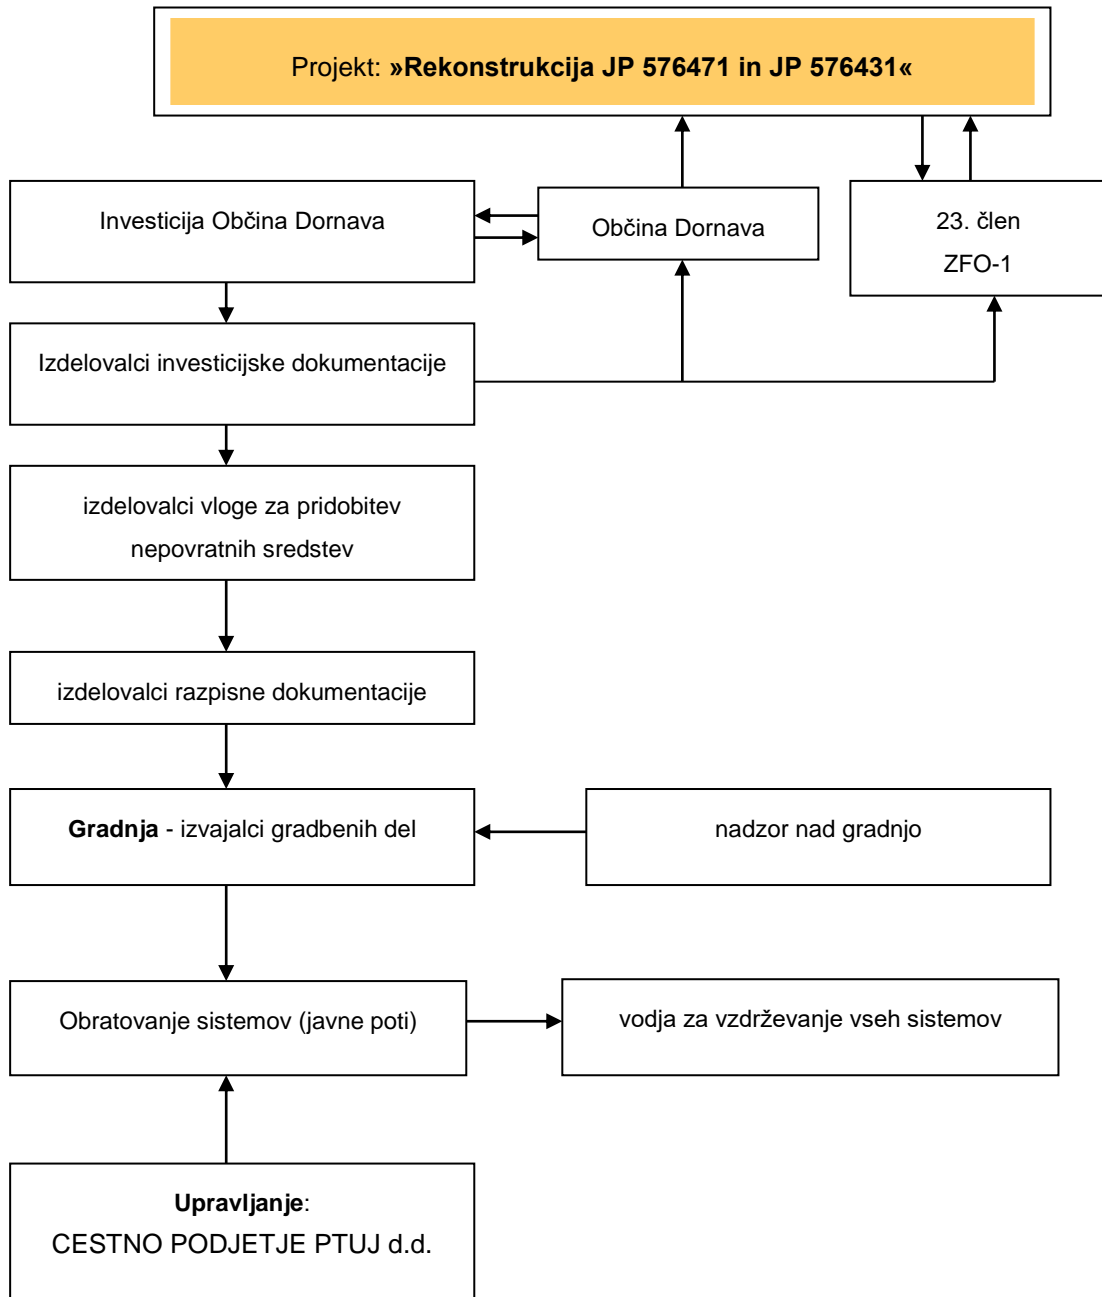 Projekt: »Rekonstrukcija JP 576471 in JP 576431«
Investicija Občina Dornava
Občina Dornava
23. člen
ZFO-1
Izdelovalci investicijske dokumentacije
izdelovalci vloge za pridobitev
nepovratnih sredstev
izdelovalci razpisne dokumentacije
Gradnja - izvajalci gradbenih del
nadzor nad gradnjo
Obratovanje sistemov (javne poti)
vodja za vzdrževanje vseh sistemov
Upravljanje:
CESTNO PODJETJE PTUJ d.d.